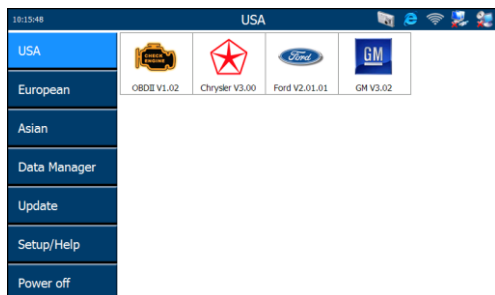 10:15:48
USA
USA
CHECK ENGINE
Ford
GM
OBDII V1.02
Chrysler V3.00
Ford V2.01.01
GM V3.02
European
Asian
Data Manager
Update
Setup/Help
Power off